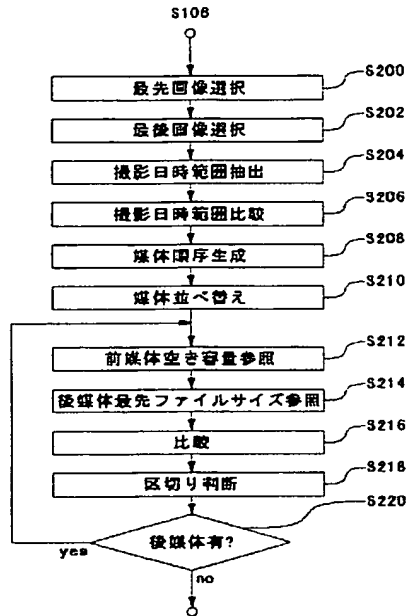 S106
S200
最先画像選択
S202
最後画像選択
S204
撮影日時範囲抽出
S206
撮影日時範囲比較
S208
媒体順序生成
S210
媒体並べ替え
S212
前媒体空き容量参照
S214
後媒体最先ファイルサイズ参照
S216
比較
S218
区切り判断
S220
後媒体有?
yes
no